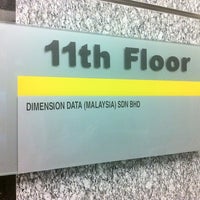 11th Floor
DIMENSION DATA (MALAYSIA) SDN BHD